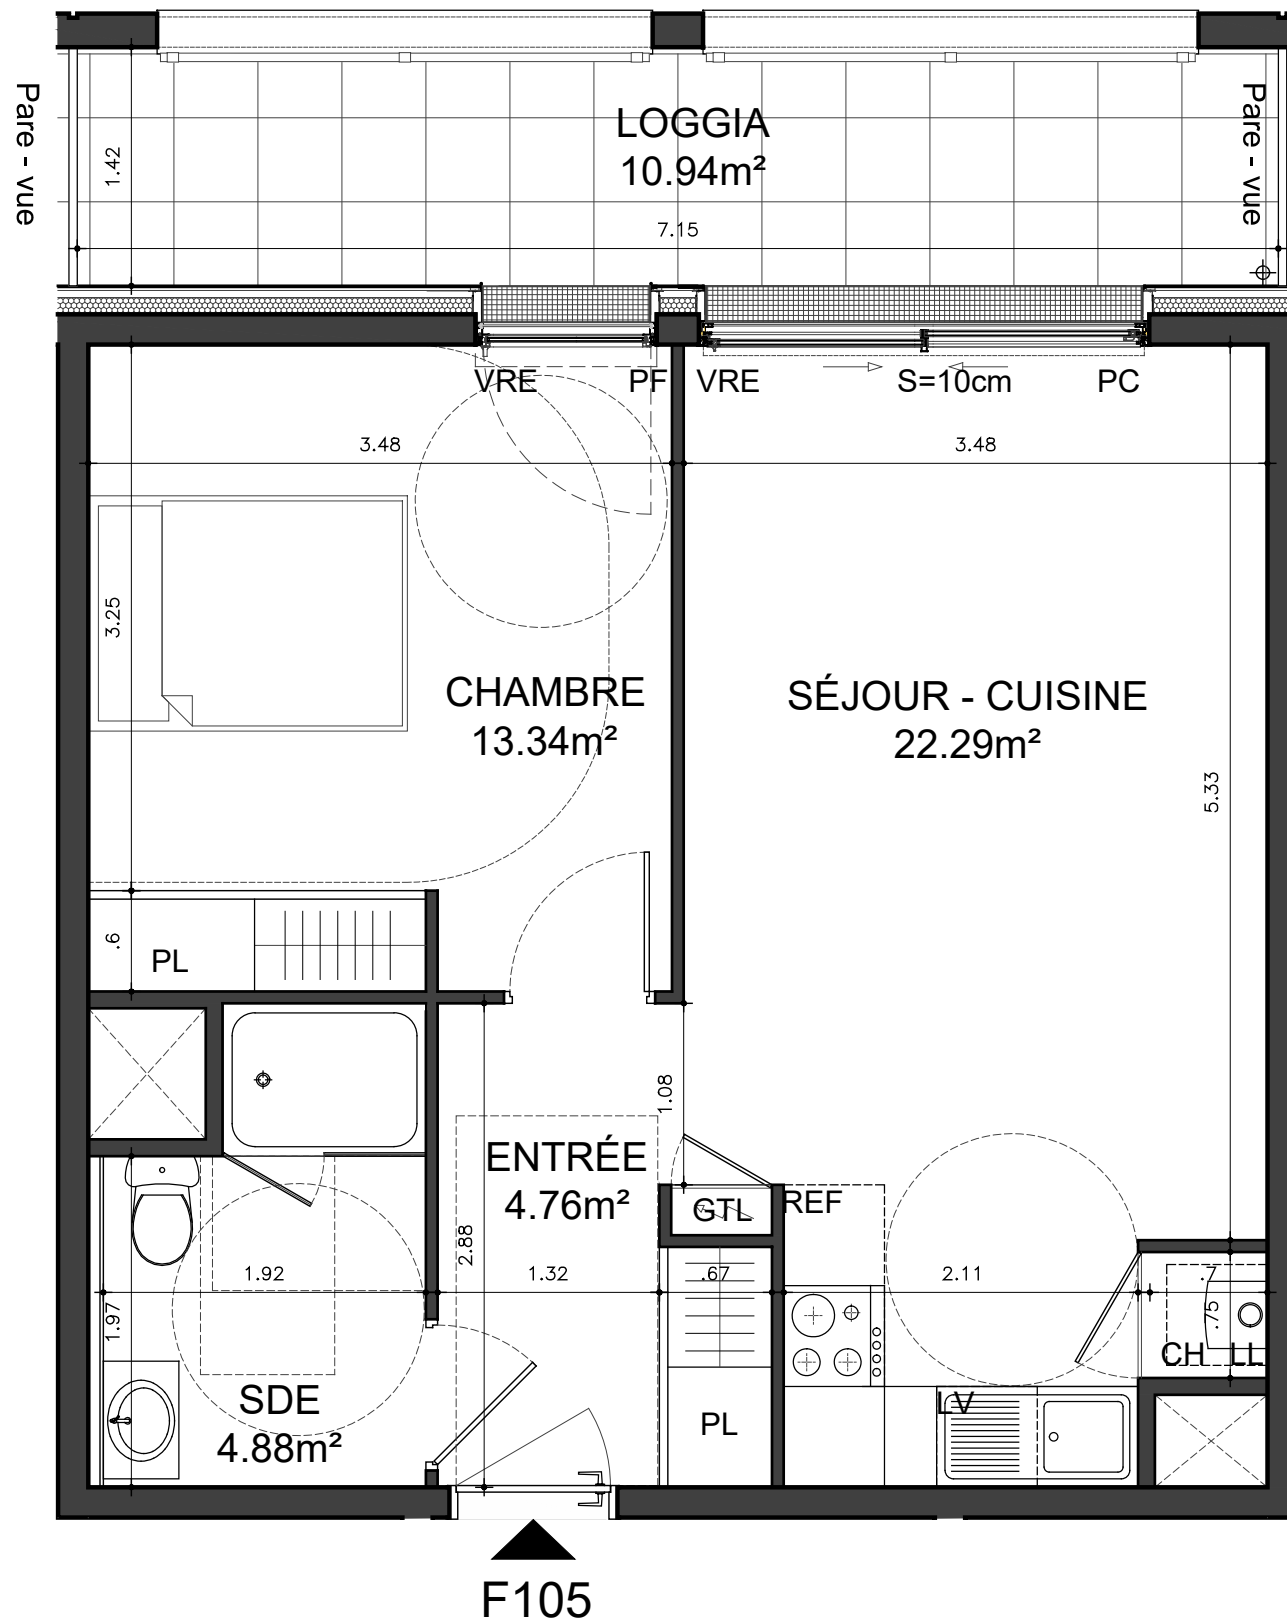 Pare - vue
Pare - vue
LOGGIA
10.94m²
1.42
7.15
VRE
PF
VRE
S=10cm
PC
3.48
3.48
3.25
CHAMBRE
13.34m²
SÉJOUR - CUISINE
22.29m²
5.33
.6
PL
1.08
ENTRÉE
4.76m²
GTL
REF
2.88
1.92
1.32
.67
2.11
.7
.75
1.97
CH
LL
SDE
4.88m²
PL
LV
F105